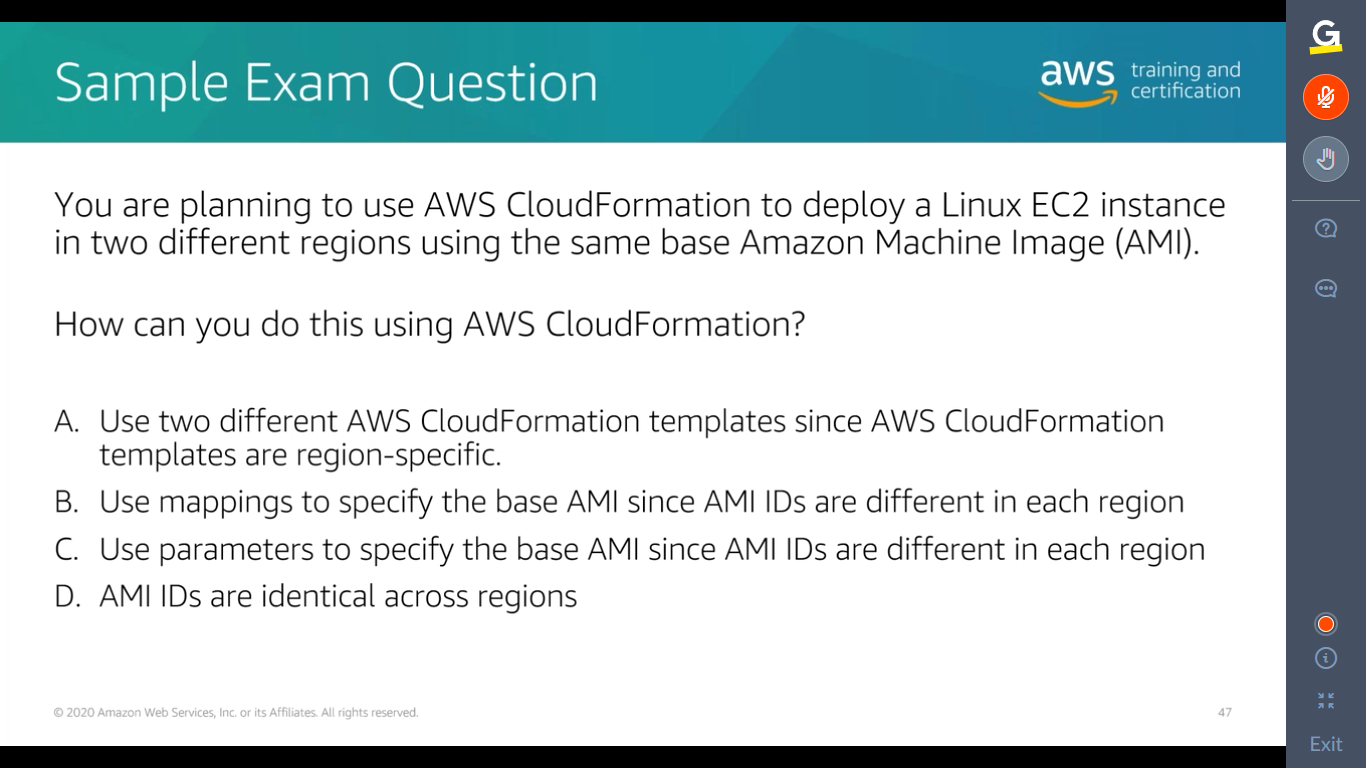 Sample Exam Question
aws training and
certification
You are planning to use AWS CloudFormation to deploy a Linux EC2 instance
in two different regions using the same base Amazon Machine Image (AMI).
How can you do this using AWS CloudFormation?
A. Use two different AWS CloudFormation templates since AWS CloudFormation
templates are region-specific.
B. Use mappings to specify the base AMI since AMI IDs are different in each region
C. Use parameters to specify the base AMI since AMI IDs are different in each region
D. AMI IDs are identical across regions
© 2020 Amazon Web Services, Inc. or its Affiliates. All rights reserved.
47
G
Exit